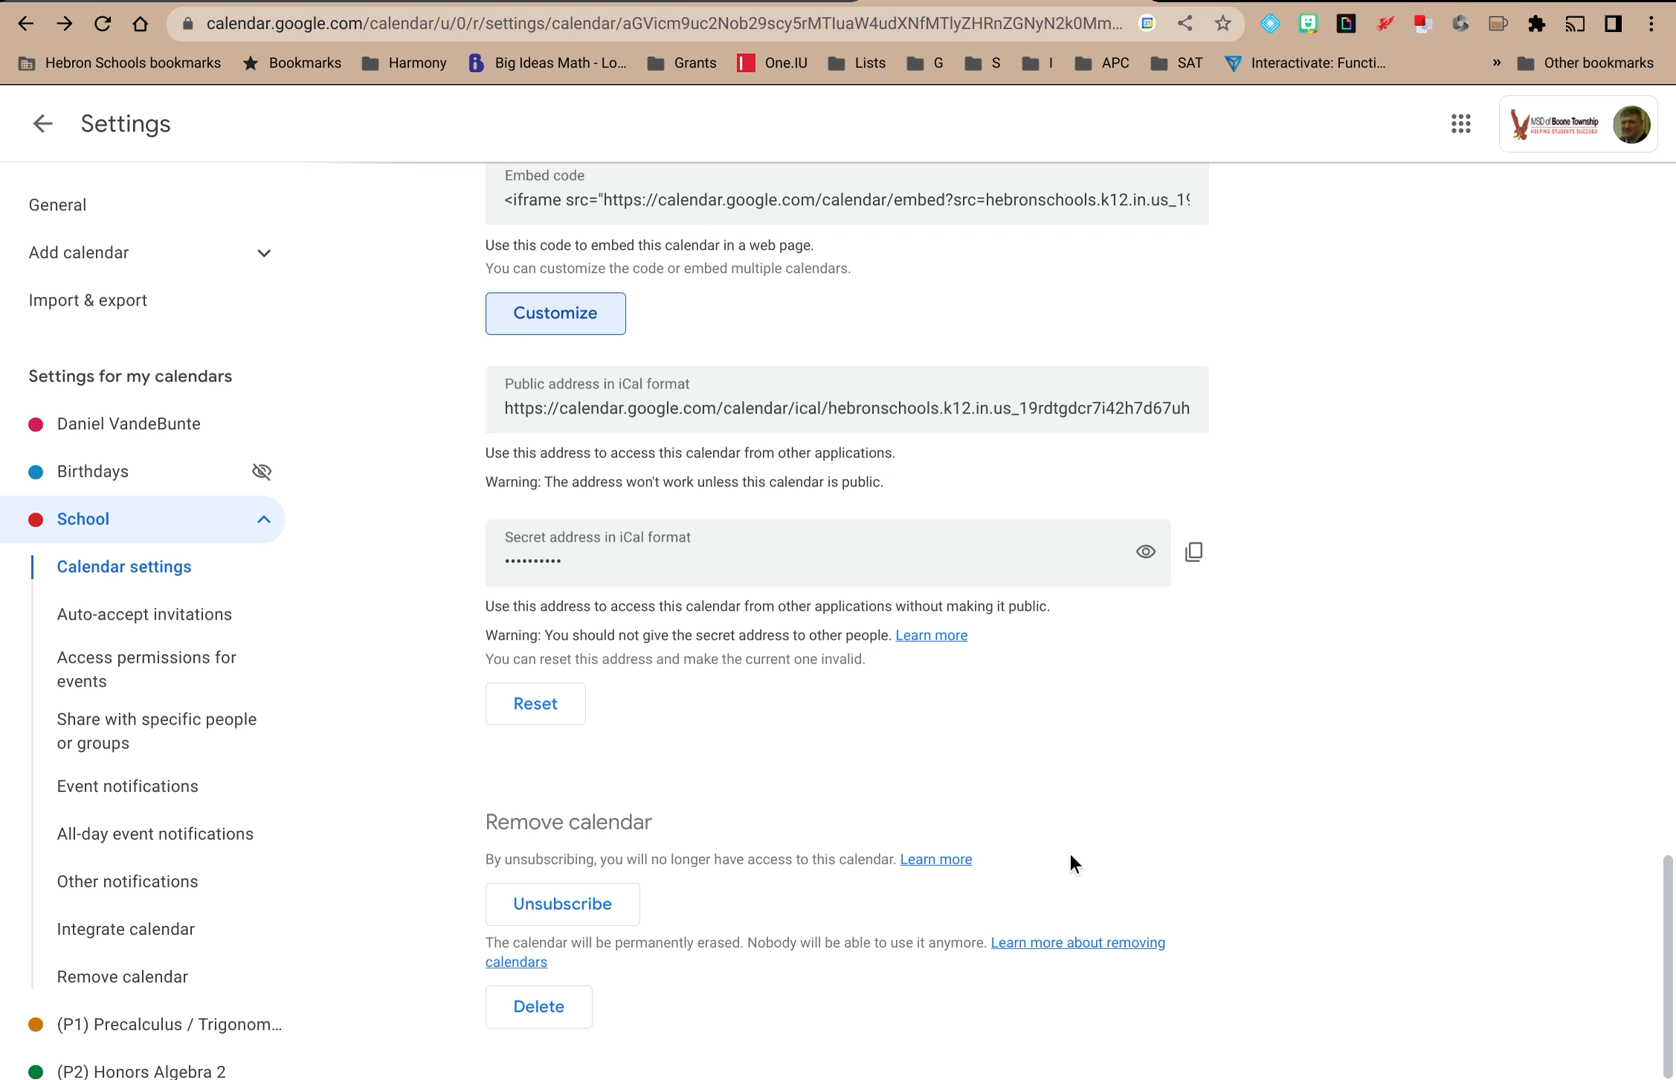 calendar.google.com/calendar/u/0/r/settings/calendar/aGVicm9uc2Nob29scy5rMTIuaW4udXNfMTlyZHRnZGNyN2k0Mm...
Hebron Schools bookmarks
Bookmarks
Harmony
Big Ideas Math - Lo...
Grants
One.IU
Lists
G
S
I
APC
SAT
Interactivate: Functi...
»
Other bookmarks
Settings
MSD of Boone Township
HELPING STUDENTS SUCCEED
General
Add calendar
Import & export
Settings for my calendars
Daniel VandeBunte
Birthdays
School
Calendar settings
Auto-accept invitations
Access permissions for
events
Share with specific people
or groups
Event notifications
All-day event notifications
Other notifications
Integrate calendar
Remove calendar
(P1) Precalculus / Trigonom...
(P2) Honors Algebra 2
Embed code
<iframe src="https://calendar.google.com/calendar/embed?src=hebronschools.k12.in.us_19
Use this code to embed this calendar in a web page.
You can customize the code or embed multiple calendars.
Customize
Public address in iCal format
https://calendar.google.com/calendar/ical/hebronschools.k12.in.us_19rdtgdcr7i42h7d67uh
Use this address to access this calendar from other applications.
Warning: The address won't work unless this calendar is public.
Secret address in iCal format
••••••••••
Use this address to access this calendar from other applications without making it public.
Warning: You should not give the secret address to other people. Learn more
You can reset this address and make the current one invalid.
Reset
Remove calendar
By unsubscribing, you will no longer have access to this calendar. Learn more
Unsubscribe
The calendar will be permanently erased. Nobody will be able to use it anymore. Learn more about removing
calendars
Delete